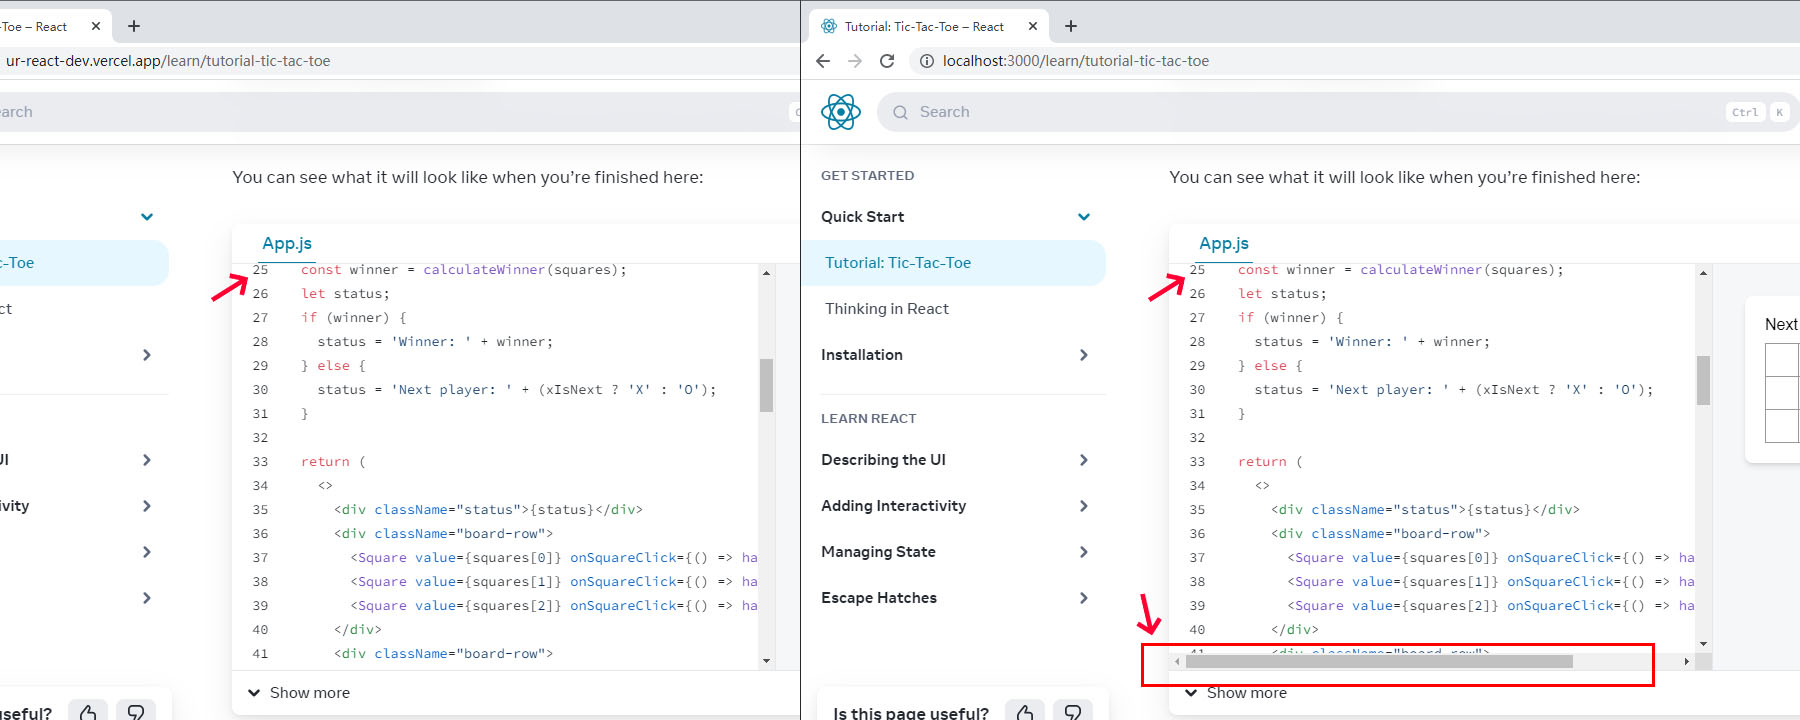 -Toe – React
ur-react-dev.vercel.app/learn/tutorial-tic-tac-toe
earch
You can see what it will look like when you're finished here:
c-Toe
ct
JI
ivity
App.js
25 const winner = calculateWinner(squares);
26 let status;
27 if (winner) {
28 status = 'Winner: ' + winner;
29 } else {
30 status = 'Next player: ' + (xIsNext ? 'X' : 'O');
31 }
32
33 return (
34 <>
35 <div className="status">{status}</div>
36 <div className="board-row">
37 <Square value={squares[0]} onSquareClick={() => ha
38 <Square value={squares[1]} onSquareClick={() => ha
39 <Square value={squares[2]} onSquareClick={() => ha
40 </div>
41 <div className="board-row">
Show more
useful?
Tutorial: Tic-Tac-Toe – React
localhost:3000/learn/tutorial-tic-tac-toe
Search
Ctrl K
GET STARTED
Quick Start
Tutorial: Tic-Tac-Toe
Thinking in React
Installation
LEARN REACT
Describing the UI
Adding Interactivity
Managing State
Escape Hatches
Is this page useful?
You can see what it will look like when you're finished here:
App.js
25 const winner = calculateWinner(squares);
26 let status;
27 if (winner) {
28 status = 'Winner: ' + winner;
29 } else {
30 status = 'Next player: ' + (xIsNext ? 'X' : 'O');
31 }
32
33 return (
34 <>
35 <div className="status">{status}</div>
36 <div className="board-row">
37 <Square value={squares[0]} onSquareClick={() => ha
38 <Square value={squares[1]} onSquareClick={() => ha
39 <Square value={squares[2]} onSquareClick={() => ha
40 </div>
41 <div className="board-row">
Show more
Next